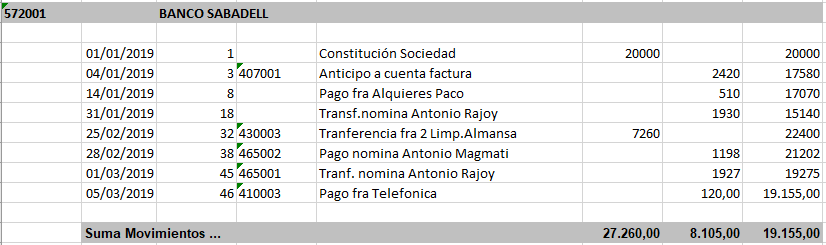 572001 BANCO SABADELL
01/01/2019 1 Constitución Sociedad 20000 20000
04/01/2019 3 407001 Anticipo a cuenta factura 2420 17580
14/01/2019 8 Pago fra Alquieres Paco 510 17070
31/01/2019 18 Transf.nomina Antonio Rajoy 1930 15140
25/02/2019 32 430003 Tranferencia fra 2 Limp.Almansa 7260 22400
28/02/2019 38 465002 Pago nomina Antonio Magmati 1198 21202
01/03/2019 45 465001 Tranf. nomina Antonio Rajoy 1927 19275
05/03/2019 46 410003 Pago fra Telefonica 120,00 19.155,00
Suma Movimientos ... 27.260,00 8.105,00 19.155,00